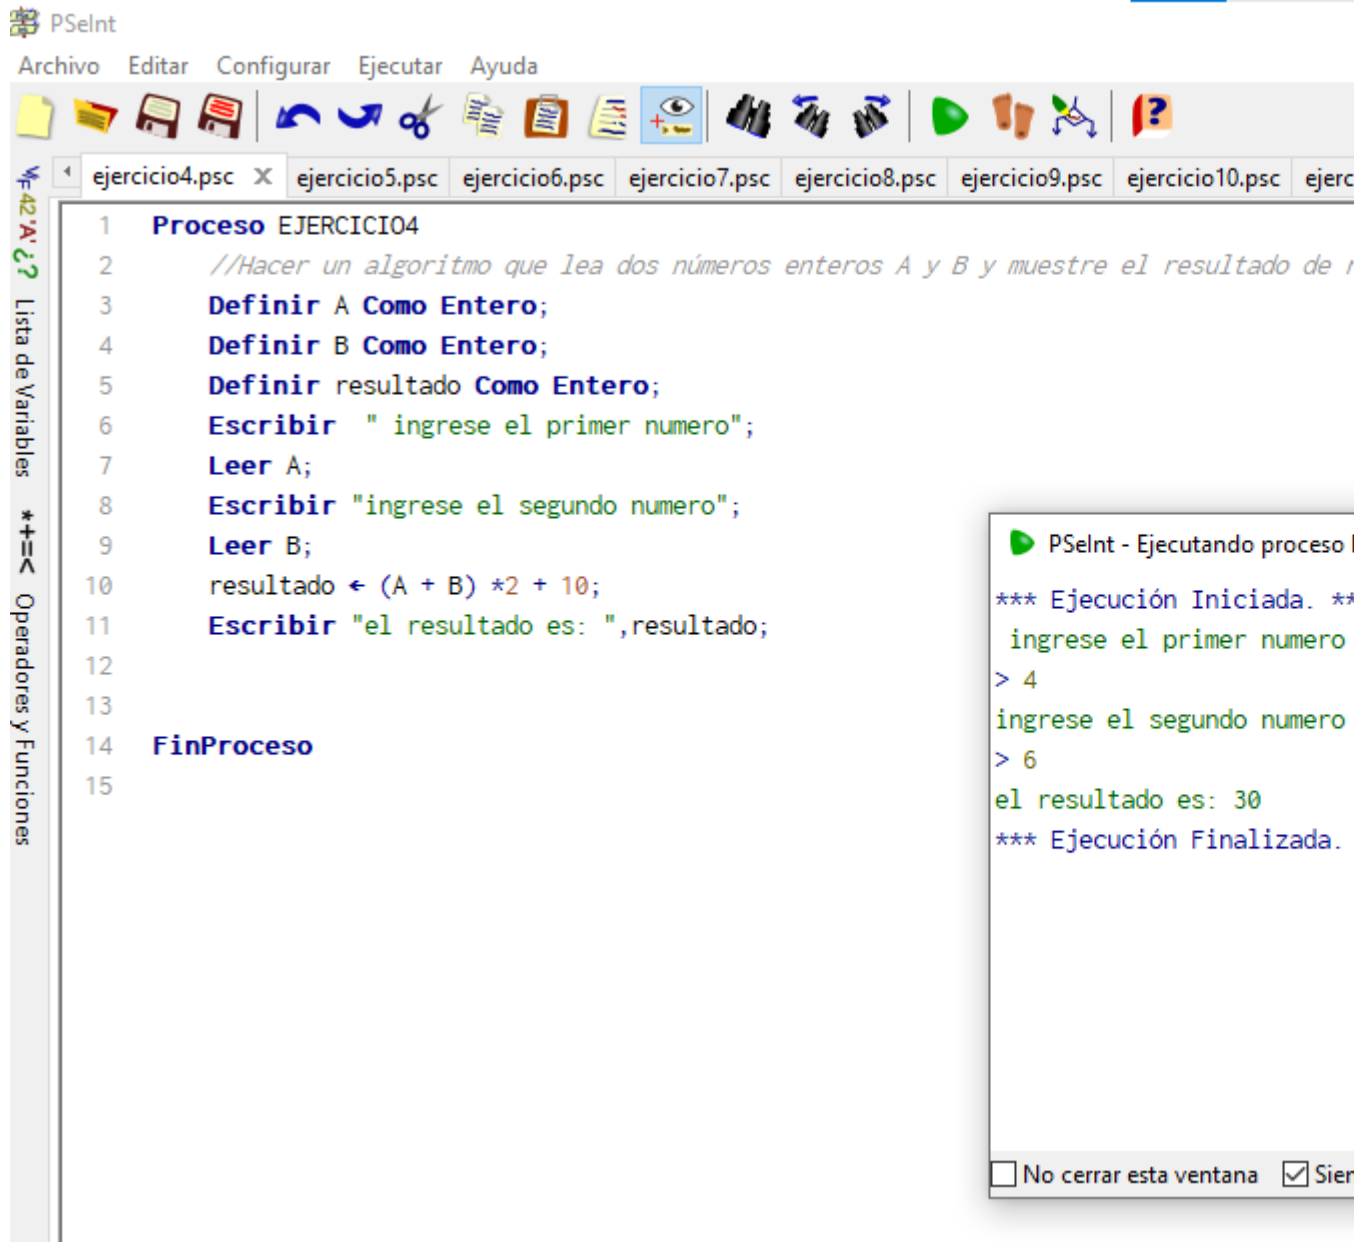 PSeInt
Archivo Editar Configurar Ejecutar Ayuda
ejercicio4.psc X ejercicio5.psc ejercicio6.psc ejercicio7.psc ejercicio8.psc ejercicio9.psc ejercicio10.psc ejerc
VF 42 'A' ¿? Lista de Variables
*+=< Operadores y Funciones
1 Proceso EJERCICIO4
2 //Hacer un algoritmo que lea dos números enteros A y B y muestre el resultado de
3 Definir A Como Entero;
4 Definir B Como Entero;
5 Definir resultado Como Entero;
6 Escribir " ingrese el primer numero";
7 Leer A;
8 Escribir "ingrese el segundo numero";
9 Leer B;
10 resultado ← (A + B) *2 + 10;
11 Escribir "el resultado es: ",resultado;
12
13
14 FinProceso
15
PSeInt - Ejecutando proceso
*** Ejecución Iniciada. **
ingrese el primer numero
> 4
ingrese el segundo numero
> 6
el resultado es: 30
*** Ejecución Finalizada.
No cerrar esta ventana